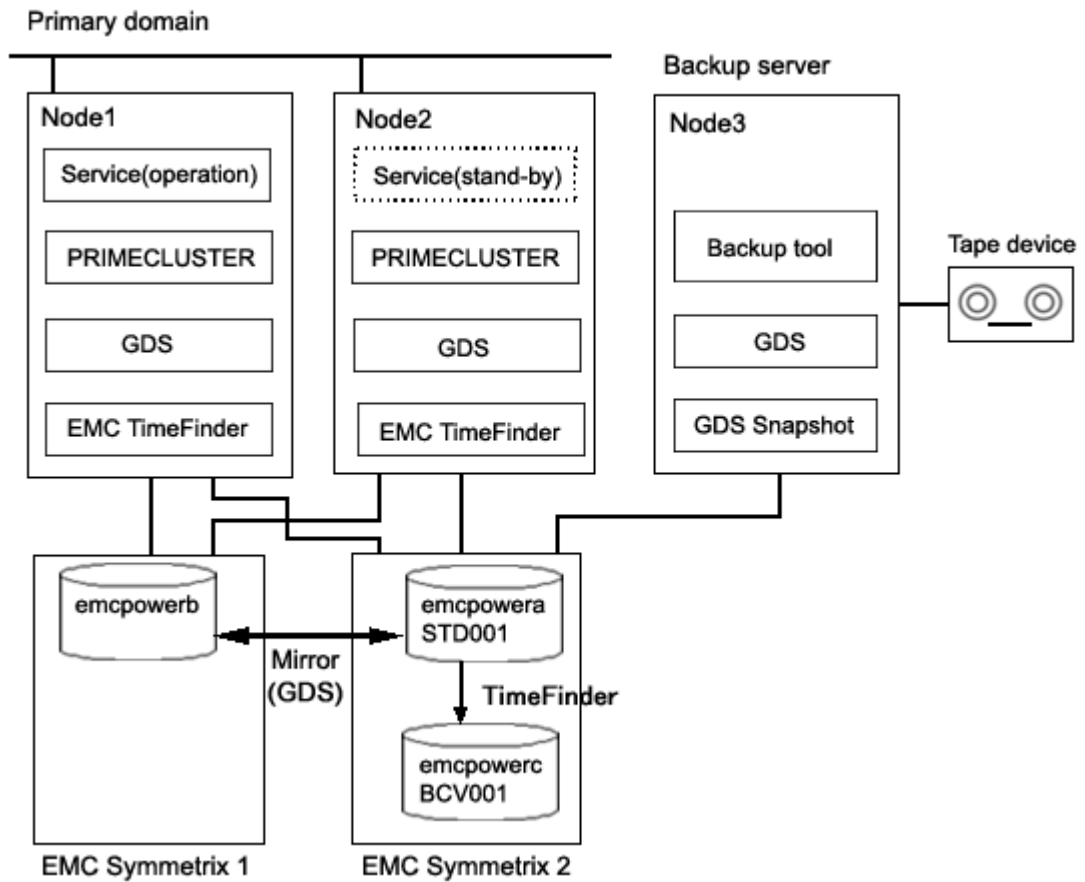 Primary domain
Backup server
Node1
Node2
Node3
Service(operation)
Service(stand-by)
PRIMECLUSTER
PRIMECLUSTER
Backup tool
Tape device
GDS
GDS
GDS
EMC TimeFinder
EMC TimeFinder
GDS Snapshot
emcpowerb
emcpowera
STD001
Mirror
(GDS)
TimeFinder
emcpowerc
BCV001
EMC Symmetrix 1
EMC Symmetrix 2